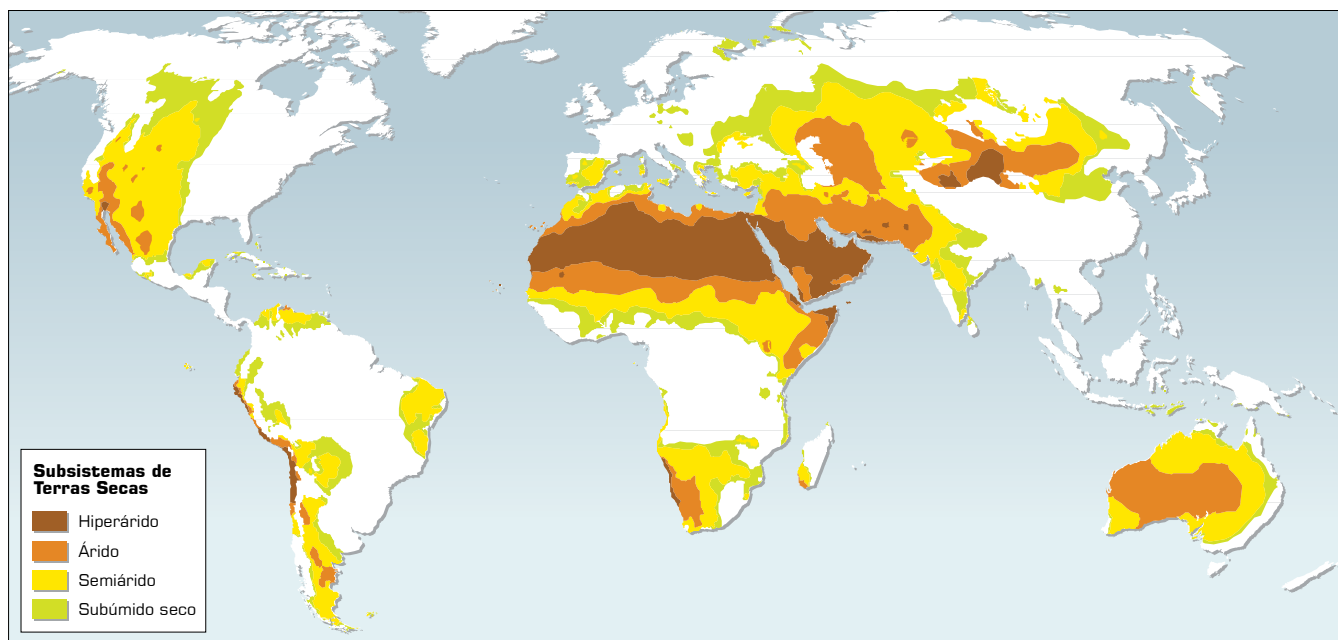 Subsistemas de
Terras Secas
Hiperárido
Árido
Semiárido
Subúmido seco